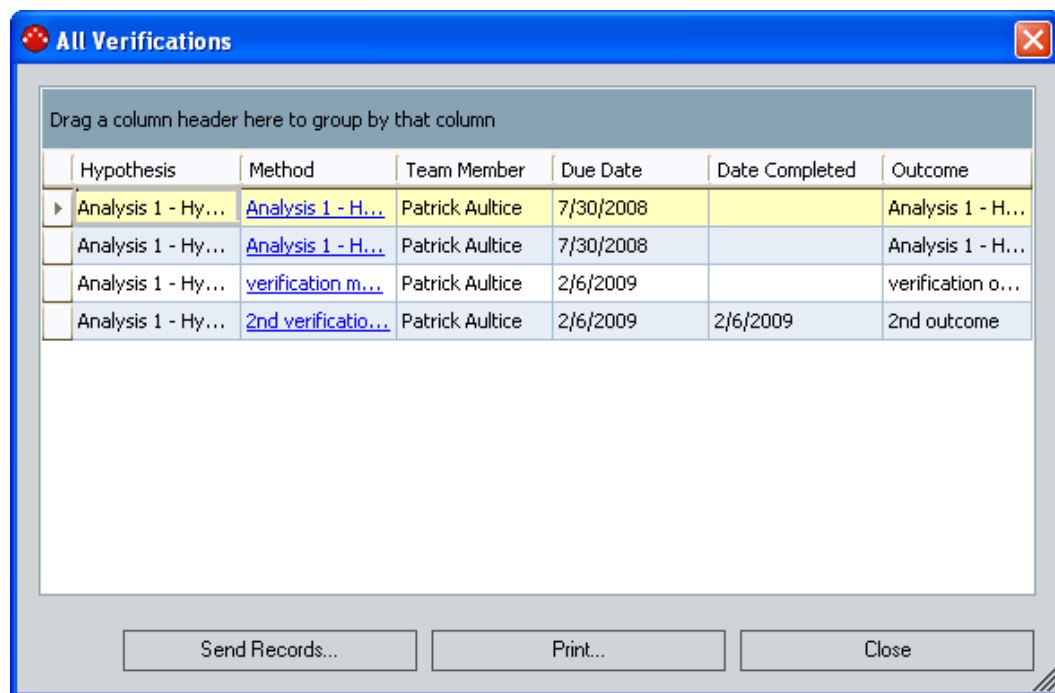 All Verifications
Drag a column header here to group by that column
Hypothesis Method Team Member Due Date Date Completed Outcome
Analysis 1 - Hy... Analysis 1 - H... Patrick Aultice 7/30/2008 Analysis 1 - H...
Analysis 1 - Hy... Analysis 1 - H... Patrick Aultice 7/30/2008 Analysis 1 - H...
Analysis 1 - Hy... verification m... Patrick Aultice 2/6/2009 verification o...
Analysis 1 - Hy... 2nd verificatio... Patrick Aultice 2/6/2009 2/6/2009 2nd outcome
Send Records... Print... Close